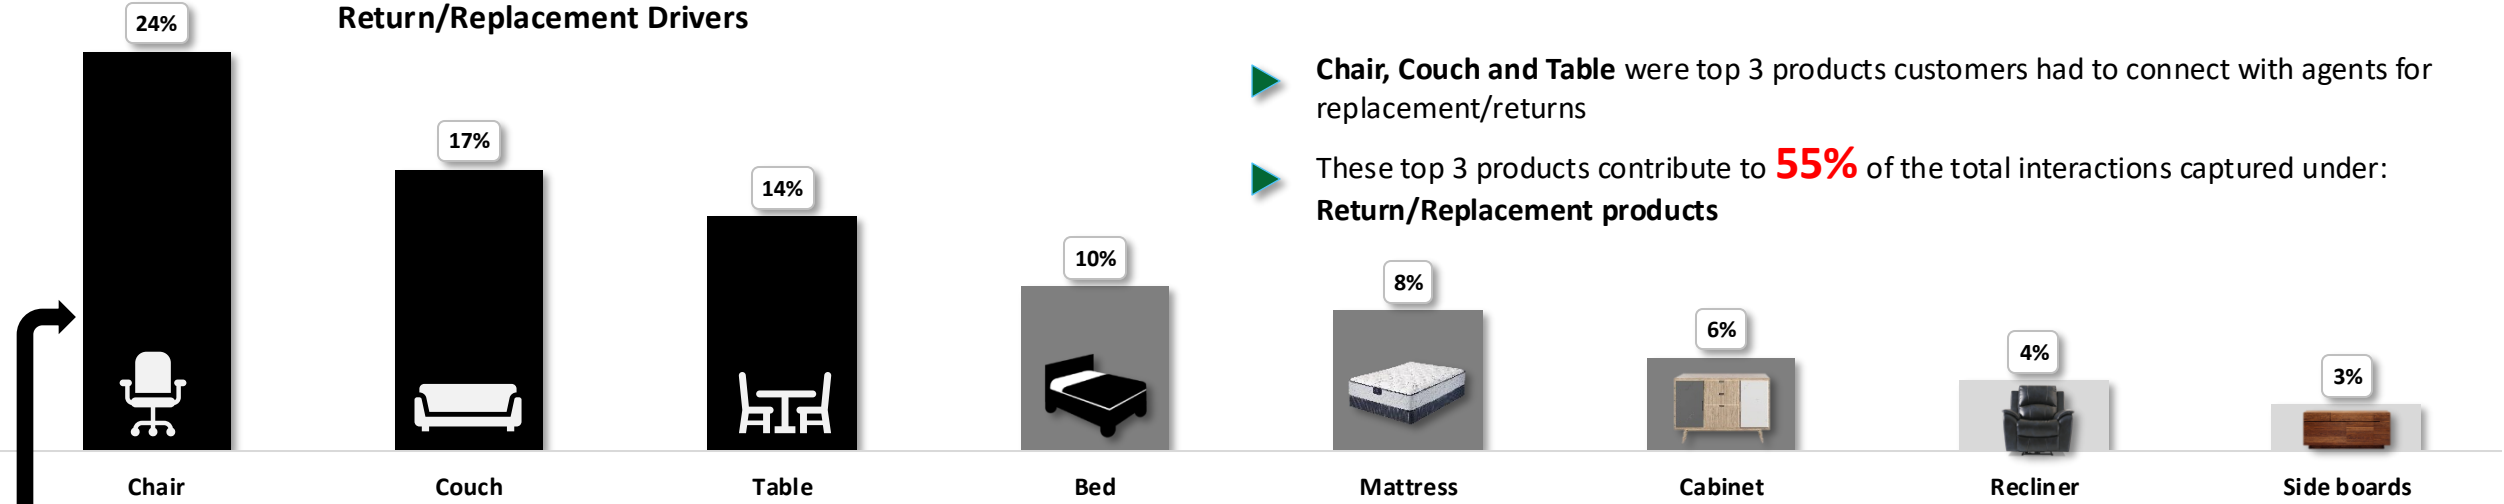 Return/Replacement Drivers
24%
17%
14%
10%
8%
6%
4%
3%
Chair, Couch and Table were top 3 products customers had to connect with agents for
replacement/returns
These top 3 products contribute to 55% of the total interactions captured under:
Return/Replacement products
Chair
Couch
Table
Bed
Mattress
Cabinet
Recliner
Side boards